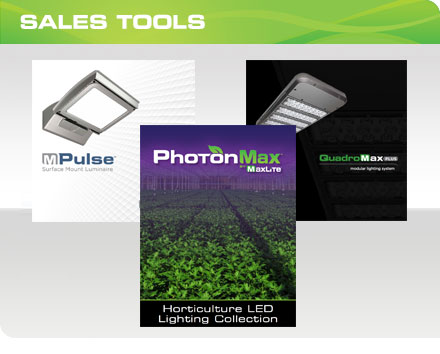 SALES TOOLS
MPulse
Surface Mount Luminaire
QuadroMax PLUS
modular lighting system
PhotonMax
MaxLite
Horticulture LED
Lighting Collection